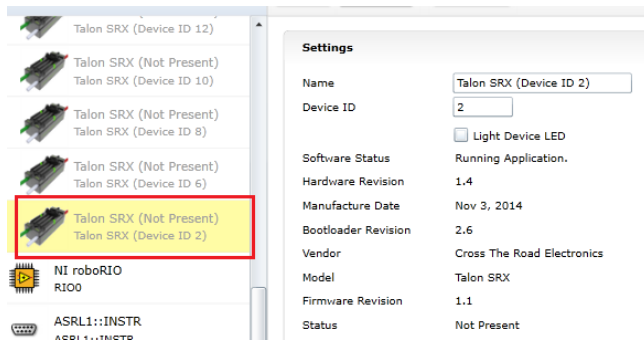 Talon SRX (Device ID 12)
Talon SRX (Not Present)
Talon SRX (Device ID 10)
Talon SRX (Not Present)
Talon SRX (Device ID 8)
Talon SRX (Not Present)
Talon SRX (Device ID 6)
Talon SRX (Not Present)
Talon SRX (Device ID 2)
NI roboRIO
RIO0
ASRL1::INSTR
ASRL1::INSTR
Settings
Name Talon SRX (Device ID 2)
Device ID 2
Light Device LED
Software Status Running Application.
Hardware Revision 1.4
Manufacture Date Nov 3, 2014
Bootloader Revision 2.6
Vendor Cross The Road Electronics
Model Talon SRX
Firmware Revision 1.1
Status Not Present